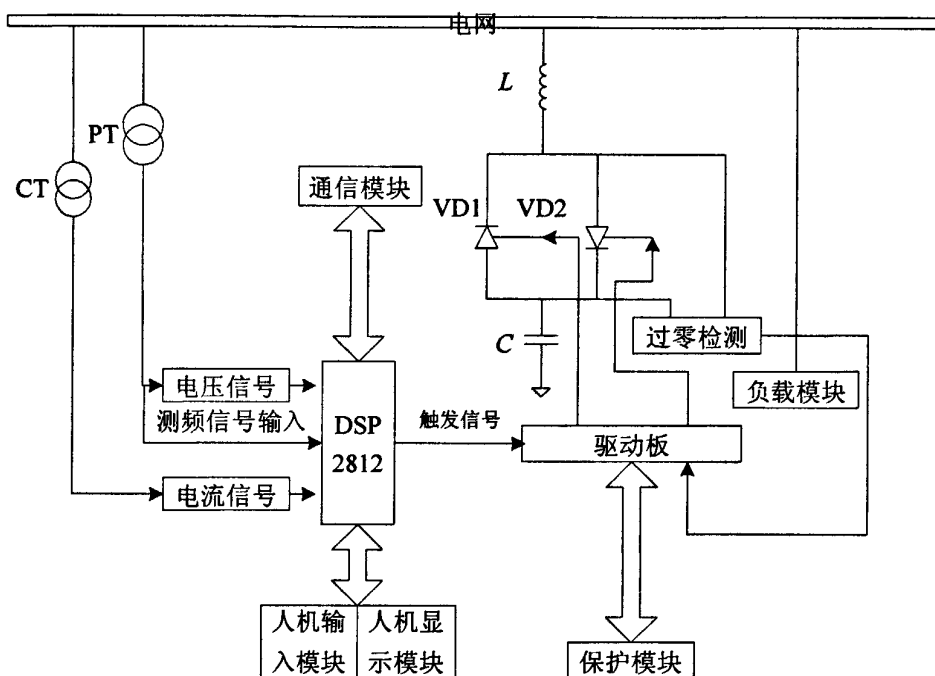 电网
L
PT
CT
通信模块
VD1
VD2
C
过零检测
负载模块
电压信号
测频信号输入
DSP
2812
触发信号
驱动板
电流信号
人机输
入模块
人机显
示模块
保护模块